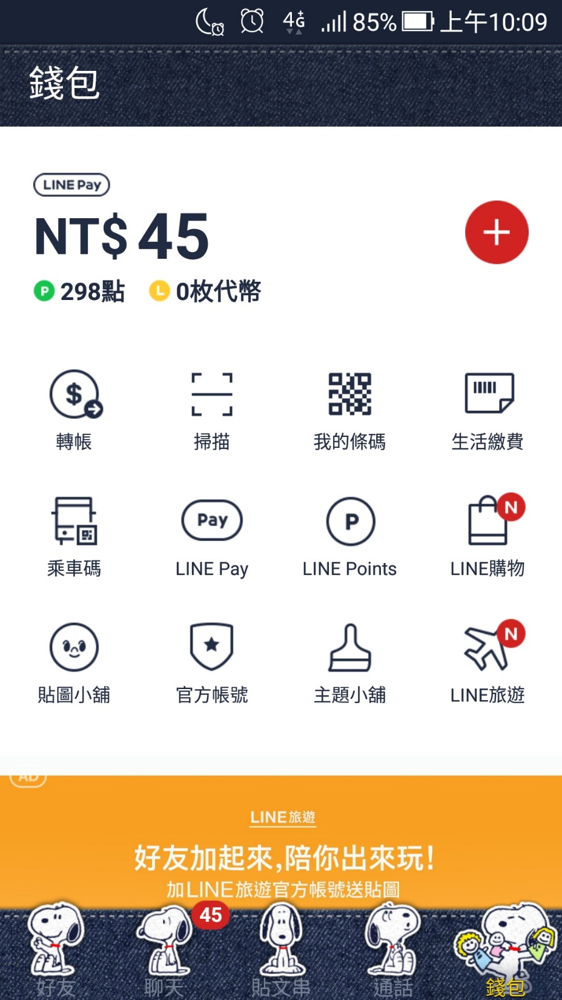 4G 85% 上午10:09
錢包
LINE Pay
NT$ 45
P 298點 L 0枚代幣
轉帳 掃描 我的條碼 生活繳費
Pay P N
乘車碼 LINE Pay LINE Points LINE購物
N
貼圖小舖 官方帳號 主題小舖 LINE旅遊
AD
LINE旅遊
好友加起來,陪你出來玩!
加LINE旅遊官方帳號送貼圖
45
好友 聊天 貼文串 通話 錢包